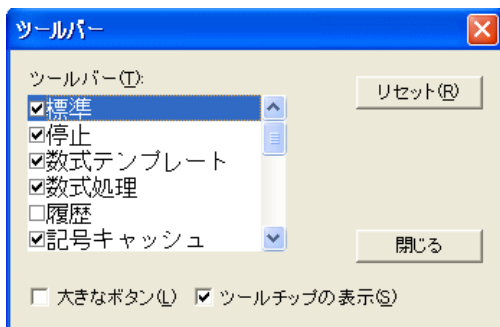 ツールバー
ツールバー(T):
標準
停止
数式テンプレート
数式処理
履歴
記号キャッシュ
リセット(R)
閉じる
大きなボタン(L) ツールチップの表示(S)